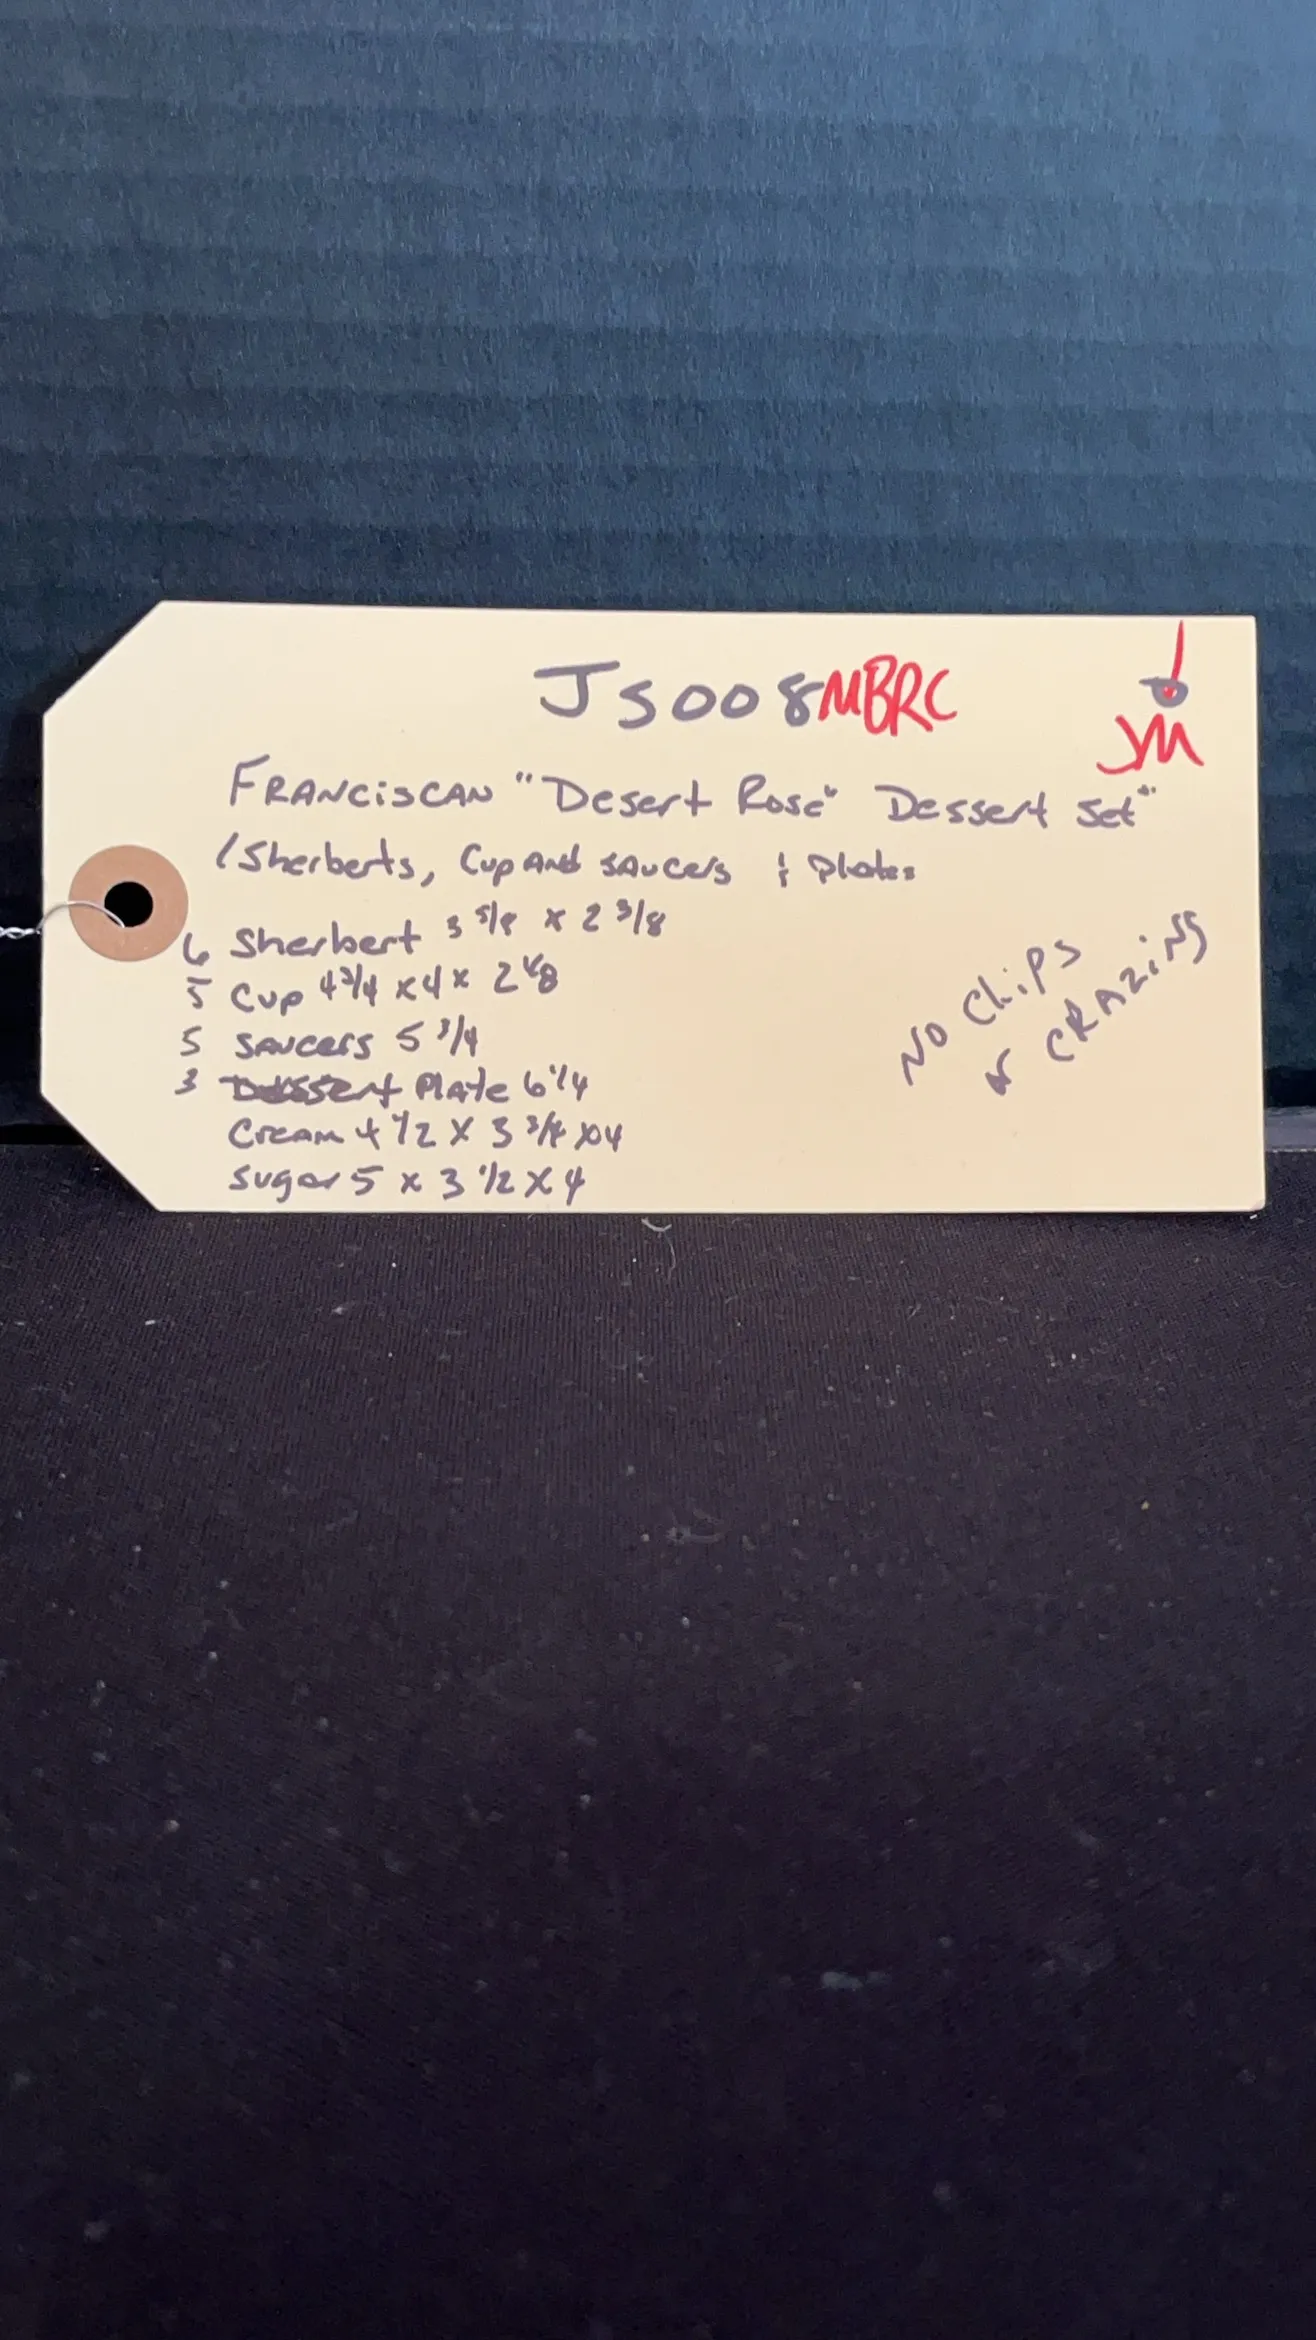 JS008MBRC
JM
FRANCISCAN "Desert Rose" Dessert Set"
(Sherberts, Cup And SAUCErs & Plates
6 Sherbert 3 5/8 x 2 3/8
5 Cup 4 3/4 x 4 x 2 1/8
5 SAUCErs 5 3/4
3 Dessert Plate 6 1/4
Cream 4 1/2 x 3 3/4 x 4
Sugar 5 x 3 1/2 x 4
NO Chips
or CRAZiNg